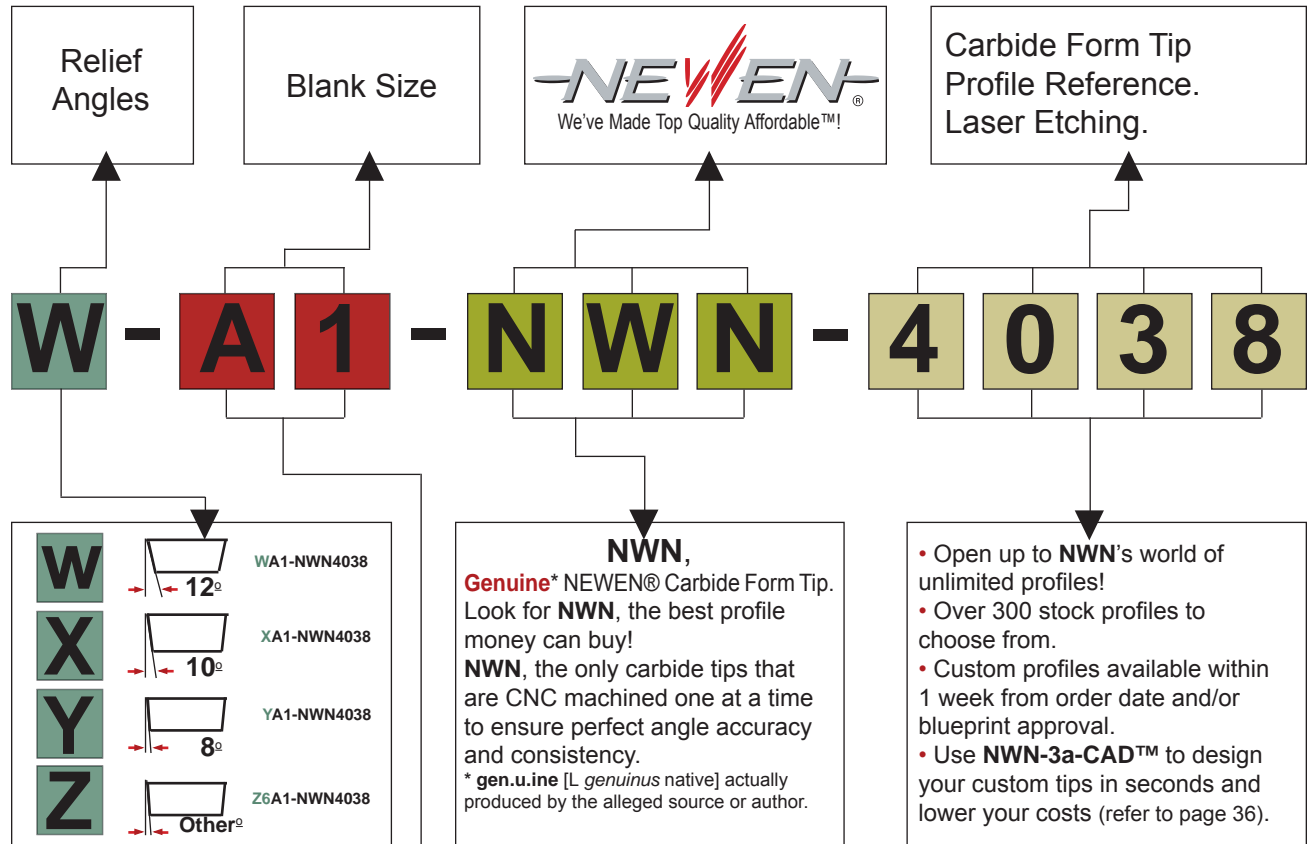 Relief
Angles
Blank Size
NEWEN®
We've Made Top Quality Affordable™!
Carbide Form Tip
Profile Reference.
Laser Etching.
W - A 1 - N W N - 4 0 3 8
W 12º WA1-NWN4038
X 10º XA1-NWN4038
Y 8º YA1-NWN4038
Z Otherº Z6A1-NWN4038
NWN,
Genuine* NEWEN® Carbide Form Tip.
Look for NWN, the best profile
money can buy!
NWN, the only carbide tips that
are CNC machined one at a time
to ensure perfect angle accuracy
and consistency.
* gen.u.ine [L genuinus native] actually
produced by the alleged source or author.
• Open up to NWN's world of
unlimited profiles!
• Over 300 stock profiles to
choose from.
• Custom profiles available within
1 week from order date and/or
blueprint approval.
• Use NWN-3a-CAD™ to design
your custom tips in seconds and
lower your costs (refer to page 36).